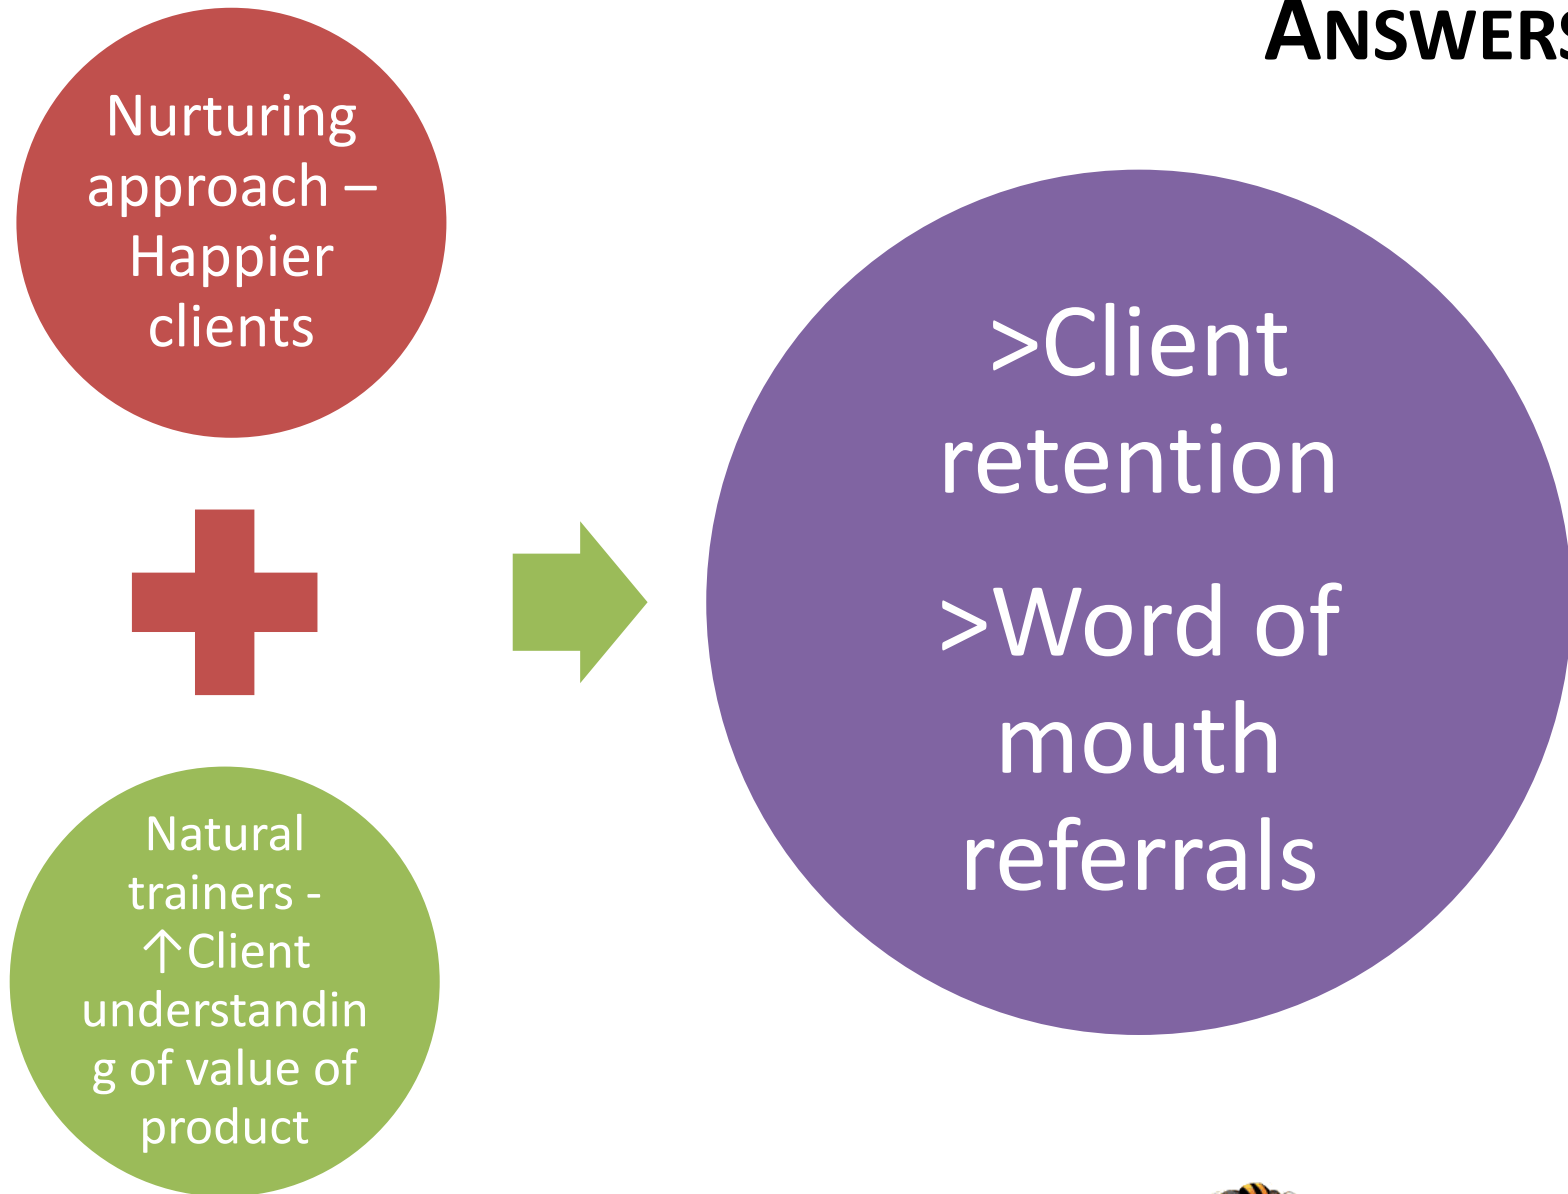 ANSWERS
Nurturing
approach –
Happier
clients
>Client
retention
>Word of
mouth
referrals
Natural
trainers -
↑Client
understandin
g of value of
product